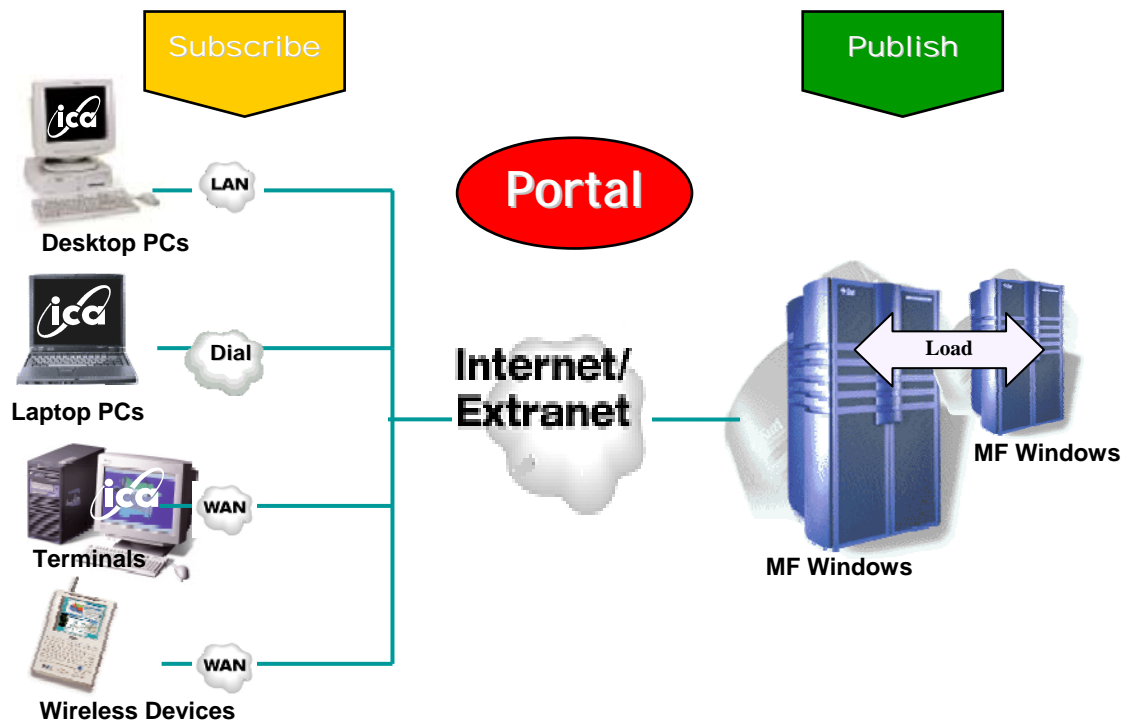 Subscribe
Publish
ica
LAN
Portal
Desktop PCs
ica
Dial
Laptop PCs
Internet/
Extranet
Load
MF Windows
ica
WAN
Terminals
MF Windows
WAN
Wireless Devices
Sun